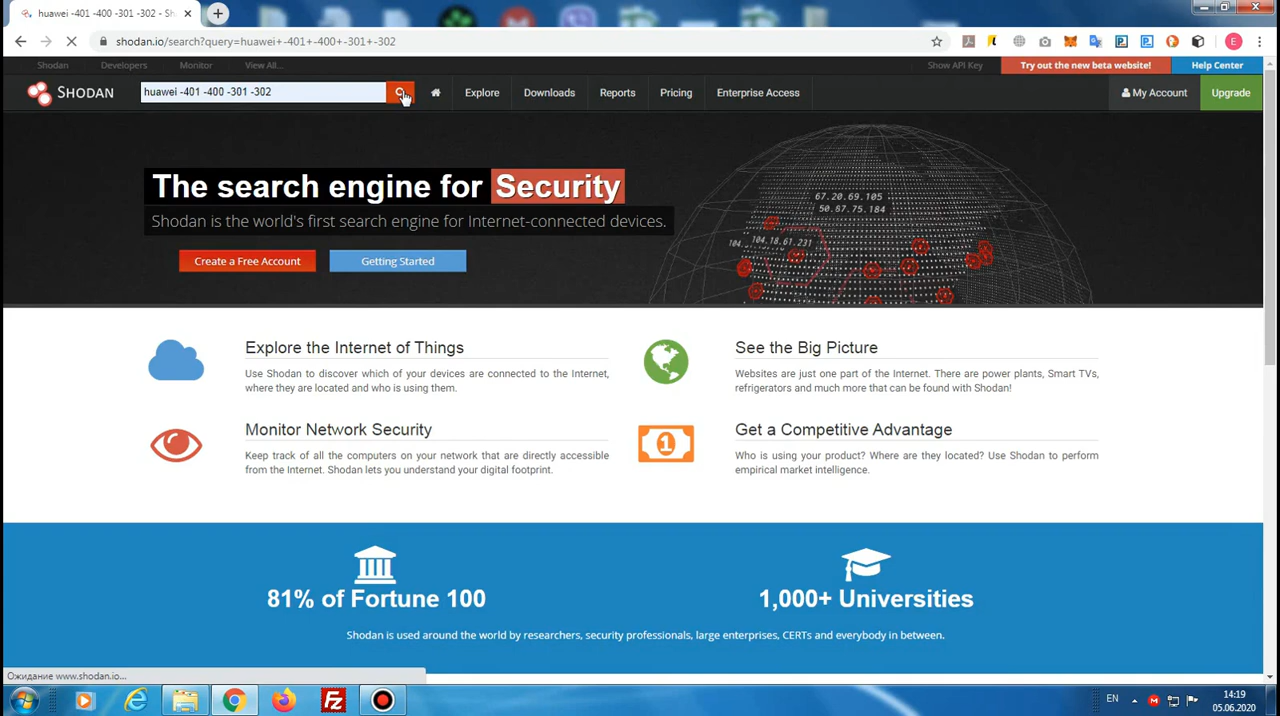 huawei -401 -400 -301 -302 - Sh
shodan.io/search?query=huawei+-401+-400+-301+-302
Shodan Developers Monitor View All... Show API Key Try out the new beta website! Help Center
SHODAN huawei -401 -400 -301 -302 Explore Downloads Reports Pricing Enterprise Access My Account Upgrade
The search engine for Security
Shodan is the world's first search engine for Internet-connected devices.
Create a Free Account Getting Started
67.20.69.105
50.87.75.184
104.18.61.231
104.
Explore the Internet of Things
Use Shodan to discover which of your devices are connected to the Internet,
where they are located and who is using them.
See the Big Picture
Websites are just one part of the Internet. There are power plants, Smart TVs,
refrigerators and much more that can be found with Shodan!
Monitor Network Security
Keep track of all the computers on your network that are directly accessible
from the Internet. Shodan lets you understand your digital footprint.
Get a Competitive Advantage
Who is using your product? Where are they located? Use Shodan to perform
empirical market intelligence.
81% of Fortune 100
1,000+ Universities
Shodan is used around the world by researchers, security professionals, large enterprises, CERTs and everybody in between.
Ожидание www.shodan.io...
EN 14:19
05.06.2020